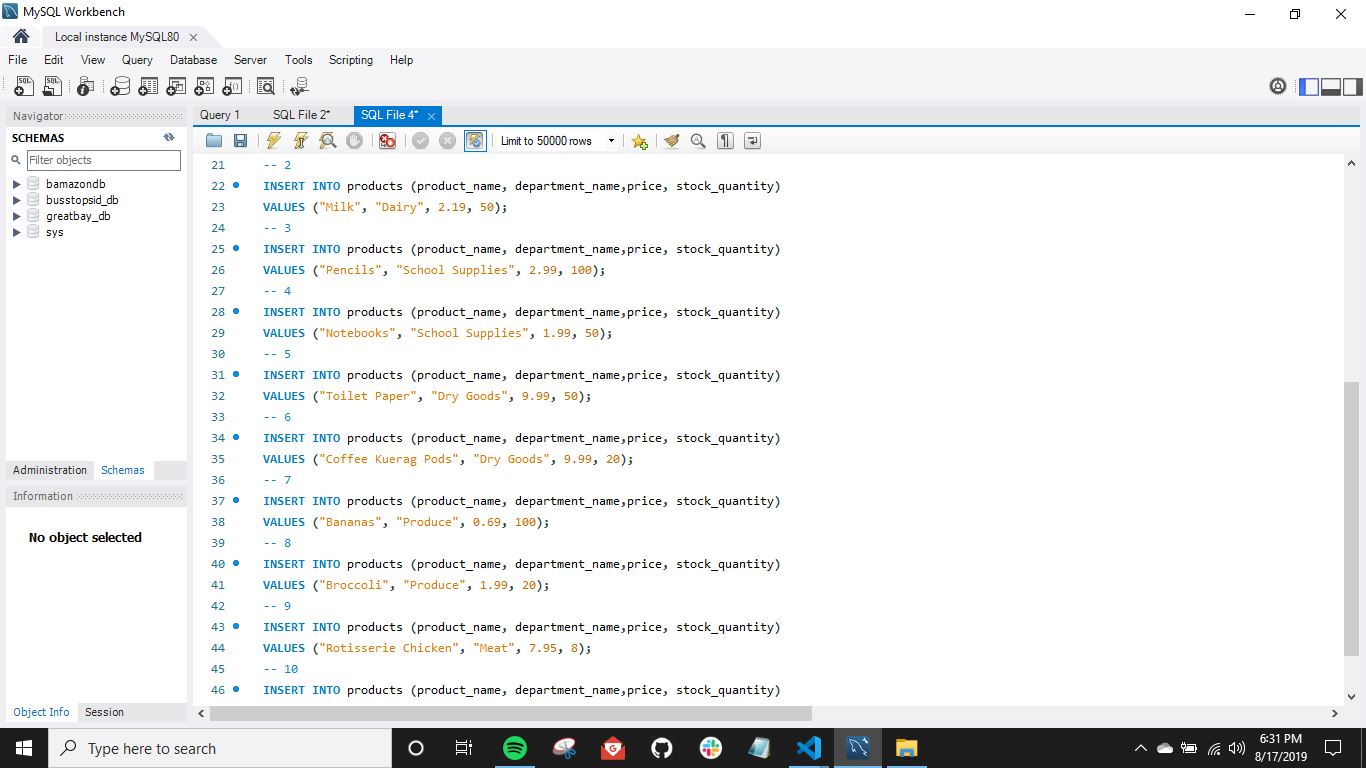 MySQL Workbench
Local instance MySQL80
File Edit View Query Database Server Tools Scripting Help
Navigator
SCHEMAS
Filter objects
bamazondb
busstopsid_db
greatbay_db
sys
Administration Schemas
Information
No object selected
Object Info Session
Query 1 SQL File 2* SQL File 4*
Limit to 50000 rows
21 -- 2
22 INSERT INTO products (product_name, department_name,price, stock_quantity)
23 VALUES ("Milk", "Dairy", 2.19, 50);
24 -- 3
25 INSERT INTO products (product_name, department_name,price, stock_quantity)
26 VALUES ("Pencils", "School Supplies", 2.99, 100);
27 -- 4
28 INSERT INTO products (product_name, department_name,price, stock_quantity)
29 VALUES ("Notebooks", "School Supplies", 1.99, 50);
30 -- 5
31 INSERT INTO products (product_name, department_name,price, stock_quantity)
32 VALUES ("Toilet Paper", "Dry Goods", 9.99, 50);
33 -- 6
34 INSERT INTO products (product_name, department_name,price, stock_quantity)
35 VALUES ("Coffee Kuerag Pods", "Dry Goods", 9.99, 20);
36 -- 7
37 INSERT INTO products (product_name, department_name,price, stock_quantity)
38 VALUES ("Bananas", "Produce", 0.69, 100);
39 -- 8
40 INSERT INTO products (product_name, department_name,price, stock_quantity)
41 VALUES ("Broccoli", "Produce", 1.99, 20);
42 -- 9
43 INSERT INTO products (product_name, department_name,price, stock_quantity)
44 VALUES ("Rotisserie Chicken", "Meat", 7.95, 8);
45 -- 10
46 INSERT INTO products (product_name, department_name,price, stock_quantity)
Type here to search
6:31 PM
8/17/2019